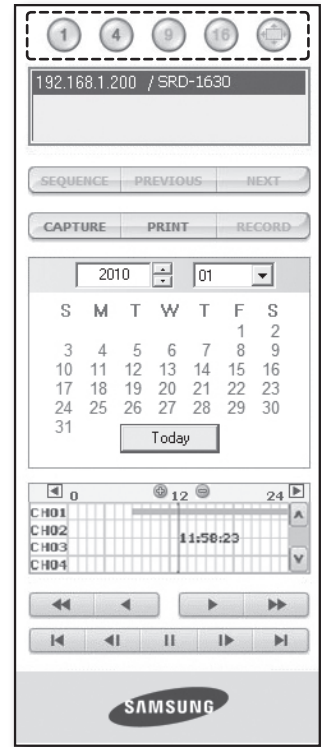 1 4 9 16
192.168.1.200 / SRD-1630
SEQUENCE PREVIOUS NEXT
CAPTURE PRINT RECORD
2010 01
S M T W T F S
1 2
3 4 5 6 7 8 9
10 11 12 13 14 15 16
17 18 19 20 21 22 23
24 25 26 27 28 29 30
31
Today
0 12 24
CH01
CH02
11:58:23
CH03
CH04
SAMSUNG